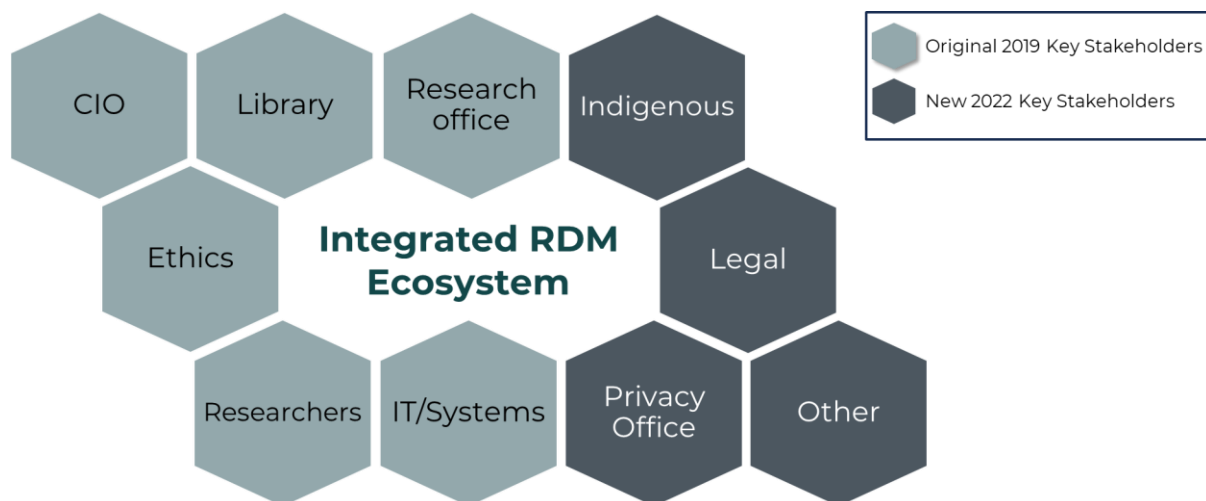 CIO
Library
Research
office
Indigenous
Original 2019 Key Stakeholders
New 2022 Key Stakeholders
Ethics
Integrated RDM
Ecosystem
Legal
Researchers
IT/Systems
Privacy
Office
Other